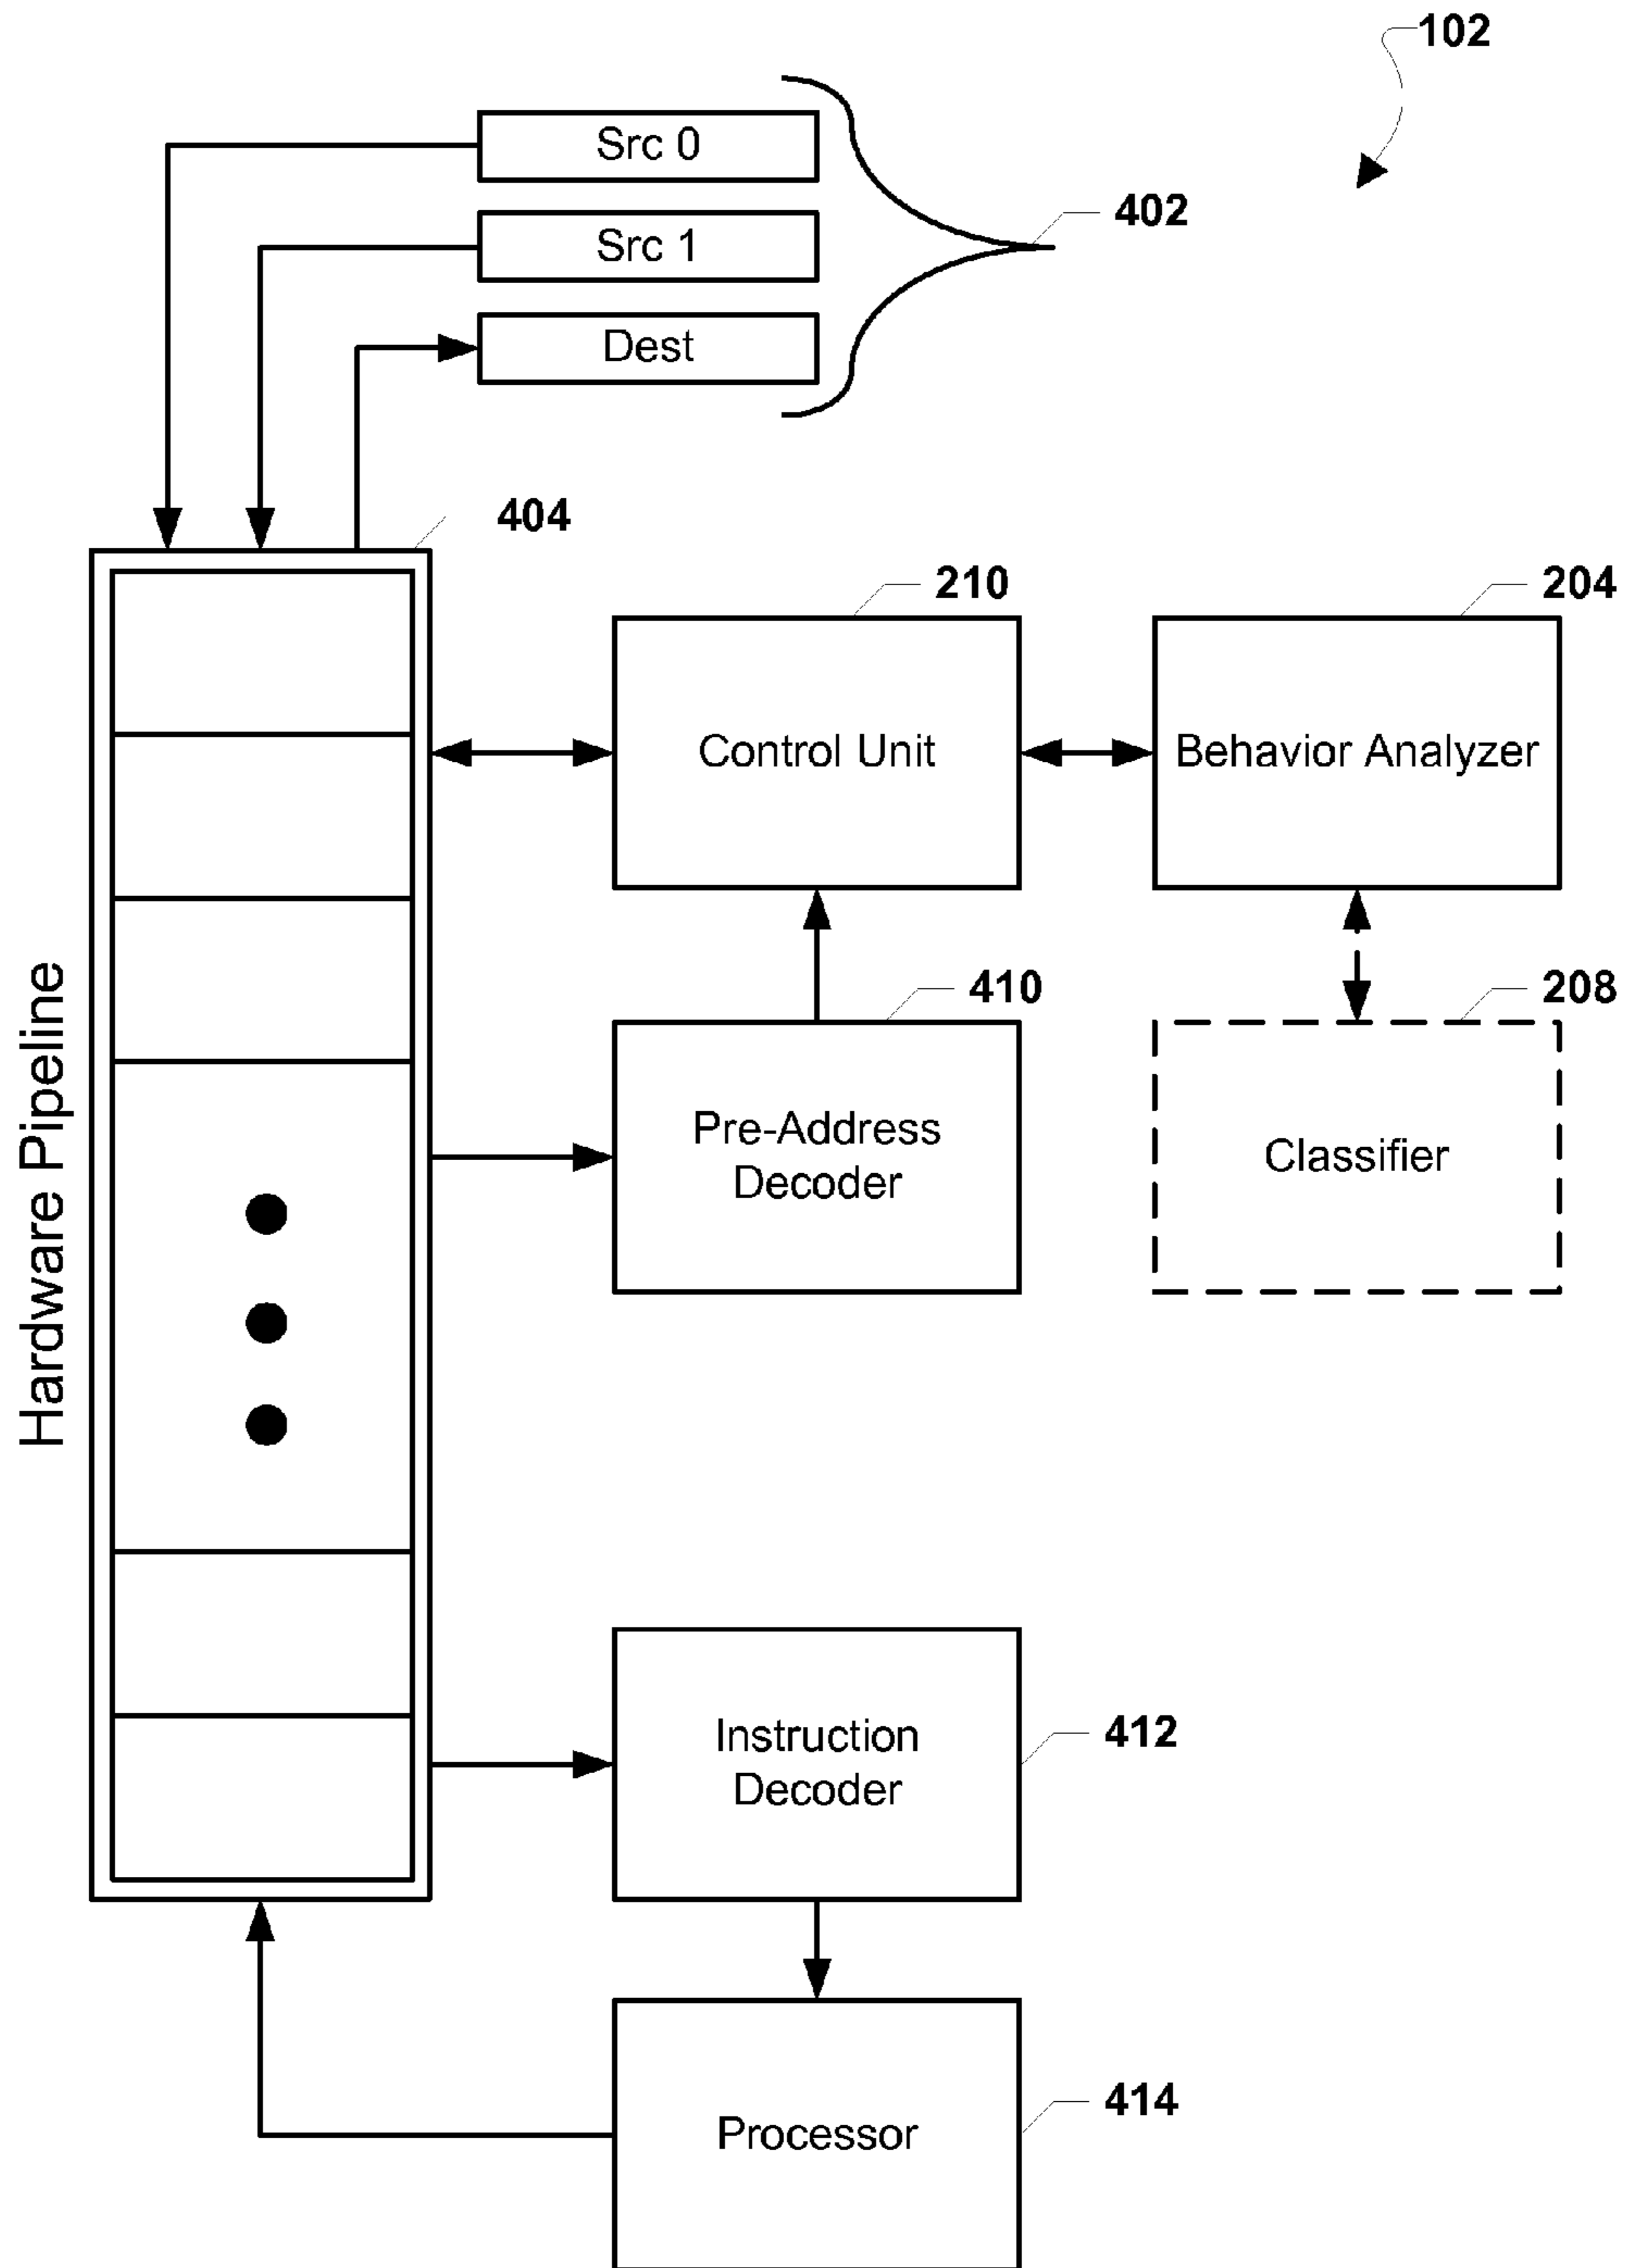 102
Src 0
Src 1
402
Dest
404
210
204
Control Unit
Behavior Analyzer
410
208
Hardware Pipeline
Pre-Address
Decoder
Classifier
Instruction
Decoder
412
Processor
414